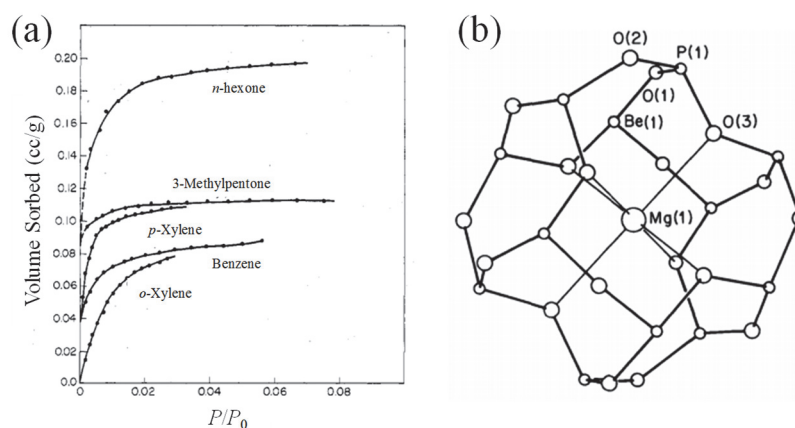 (a)
Volume Sorbed (cc/g)
0.20
0.18
0.16
0.14
0.12
0.10
0.08
0.06
0.04
0.02
0.0
n-hexone
3-Methylpentone
p-Xylene
Benzene
o-Xylene
0 0.02 0.04 0.06 0.08
P/P0
(b)
O(2)
P(1)
O(1)
Be(1)
O(3)
Mg(1)